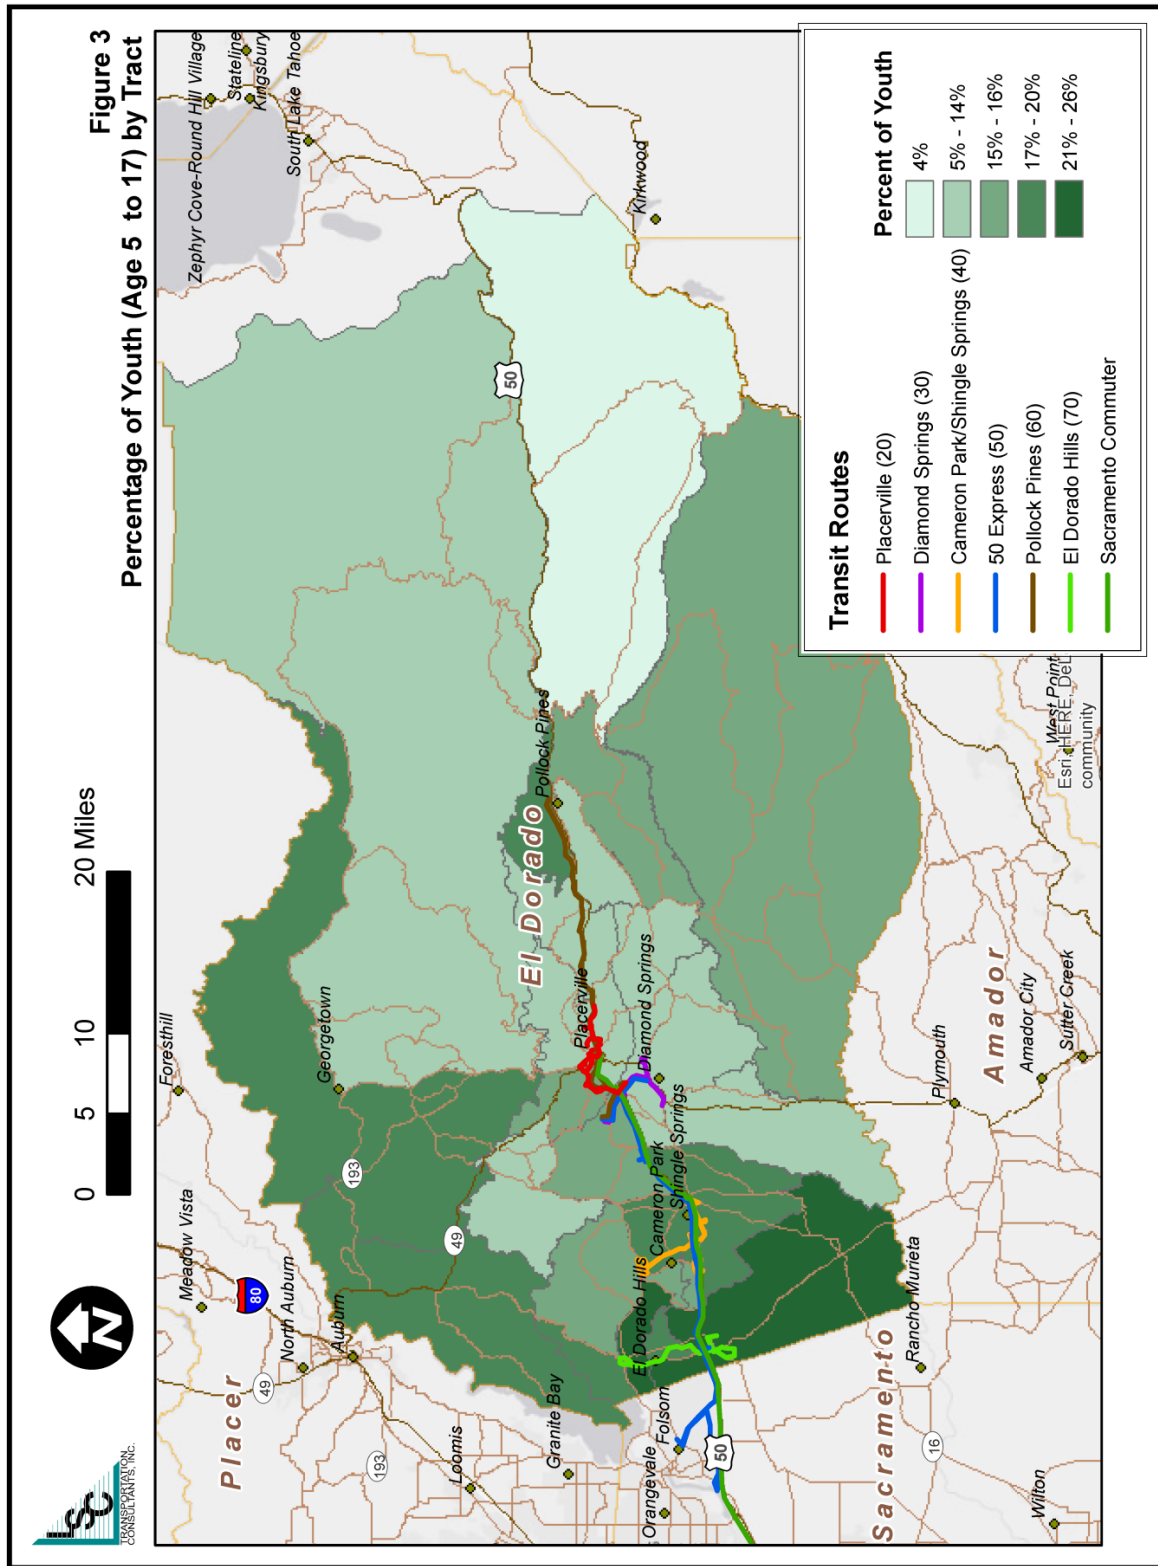 Figure 3
Percentage of Youth (Age 5 to 17) by Tract
LSC
TRANSPORTATION
CONSULTANTS, INC.
N
0 5 10 20 Miles
Zephyr Cove-Round Hill Village
Stateline
Kingsbury
South Lake Tahoe
Kirkwood
Foresthill
Meadow Vista
80
North Auburn
Auburn
49
Placer
193
Georgetown
193
49
50
El Dorado
Pollock Pines
Placerville
Diamond Springs
Shingle Springs
Cameron Park
El Dorado Hills
Loomis
Granite Bay
Folsom
Orangevale
50
Sacramento
Rancho Murieta
16
Wilton
Plymouth
Amador
Amador City
Sutter Creek
West Point
Esri, HERE, DeL
community
Transit Routes
Placerville (20)
Diamond Springs (30)
Cameron Park/Shingle Springs (40)
50 Express (50)
Pollock Pines (60)
El Dorado Hills (70)
Sacramento Commuter
Percent of Youth
4%
5% - 14%
15% - 16%
17% - 20%
21% - 26%